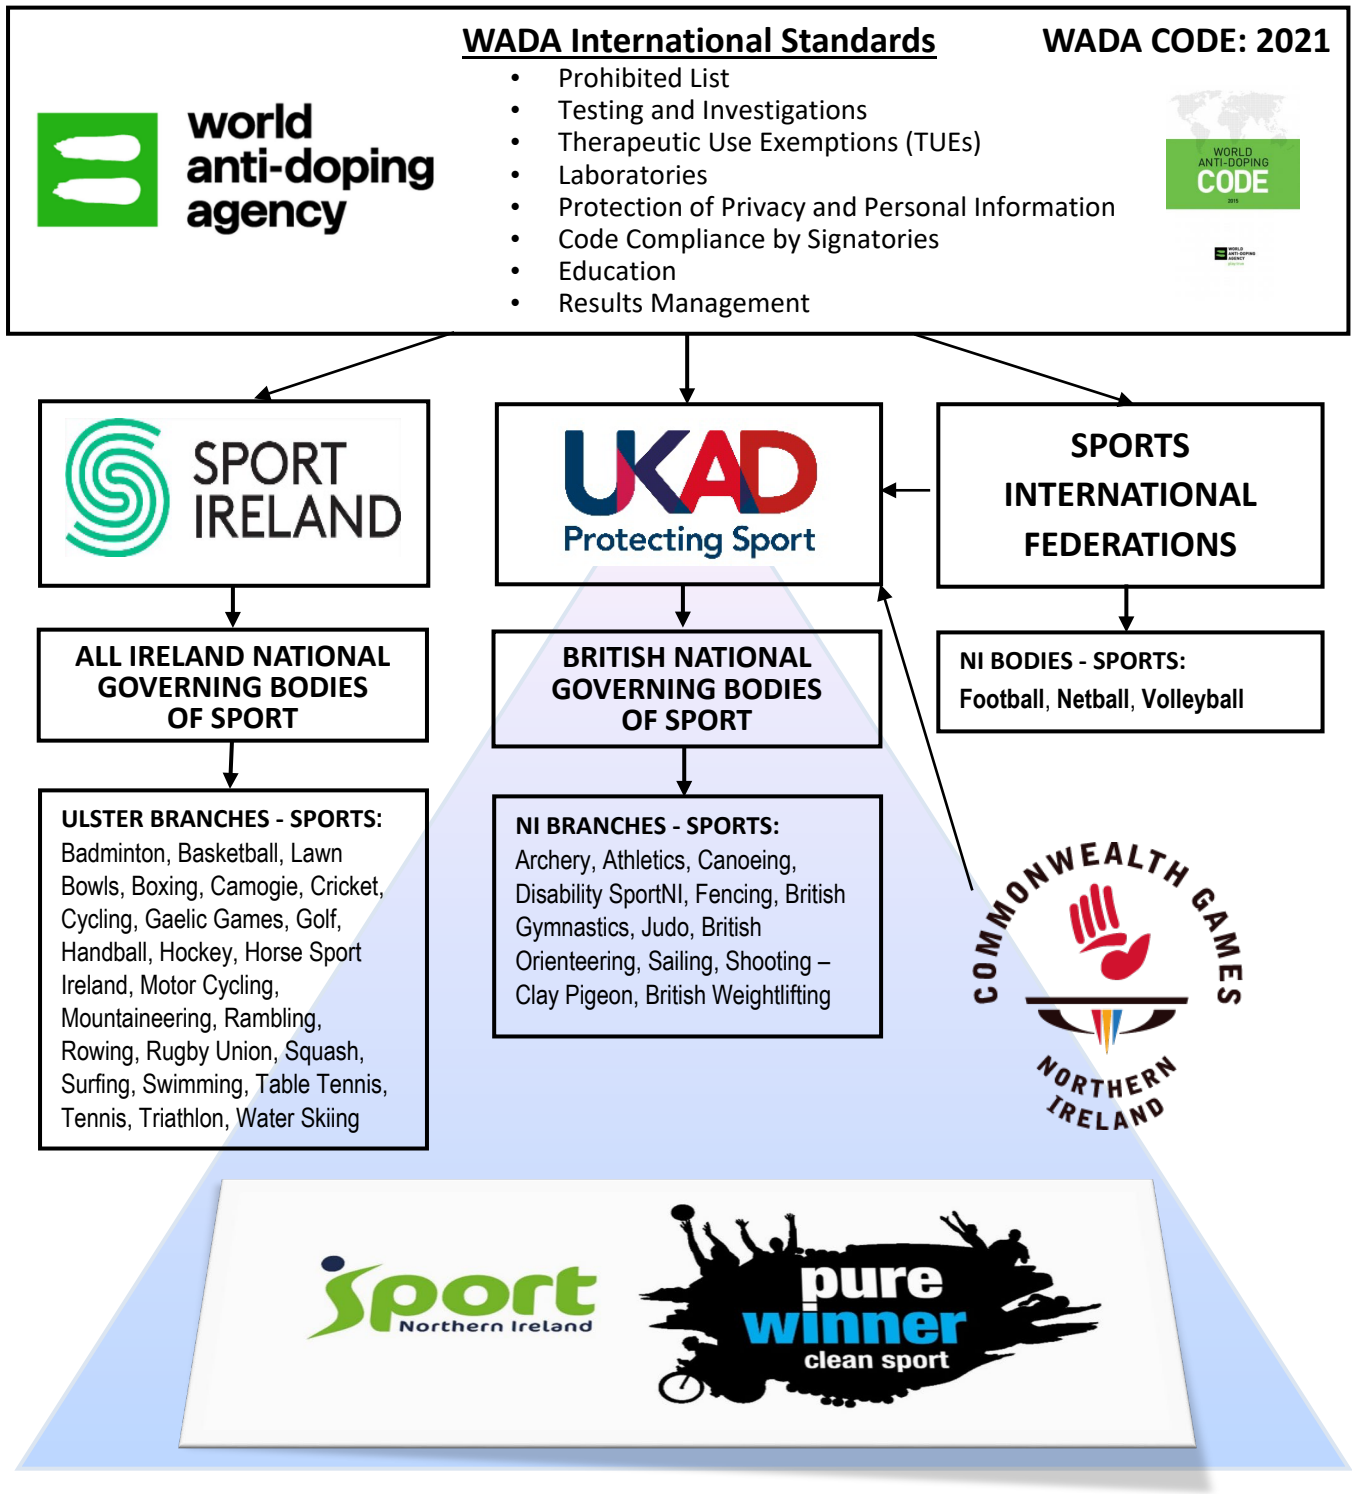 WADA International Standards
WADA CODE: 2021
• Prohibited List
• Testing and Investigations
• Therapeutic Use Exemptions (TUEs)
• Laboratories
• Protection of Privacy and Personal Information
• Code Compliance by Signatories
• Education
• Results Management
world
anti-doping
agency
WORLD
ANTI-DOPING
CODE
2015
WORLD
ANTI-DOPING
AGENCY
SPORT
IRELAND
UKAD
Protecting Sport
SPORTS
INTERNATIONAL
FEDERATIONS
ALL IRELAND NATIONAL
GOVERNING BODIES
OF SPORT
BRITISH NATIONAL
GOVERNING BODIES
OF SPORT
NI BODIES - SPORTS:
Football, Netball, Volleyball
ULSTER BRANCHES - SPORTS:
Badminton, Basketball, Lawn
Bowls, Boxing, Camogie, Cricket,
Cycling, Gaelic Games, Golf,
Handball, Hockey, Horse Sport
Ireland, Motor Cycling,
Mountaineering, Rambling,
Rowing, Rugby Union, Squash,
Surfing, Swimming, Table Tennis,
Tennis, Triathlon, Water Skiing
NI BRANCHES - SPORTS:
Archery, Athletics, Canoeing,
Disability SportNI, Fencing, British
Gymnastics, Judo, British
Orienteering, Sailing, Shooting –
Clay Pigeon, British Weightlifting
COMMONWEALTH GAMES
NORTHERN
IRELAND
Sport
Northern Ireland
pure
winner
clean sport